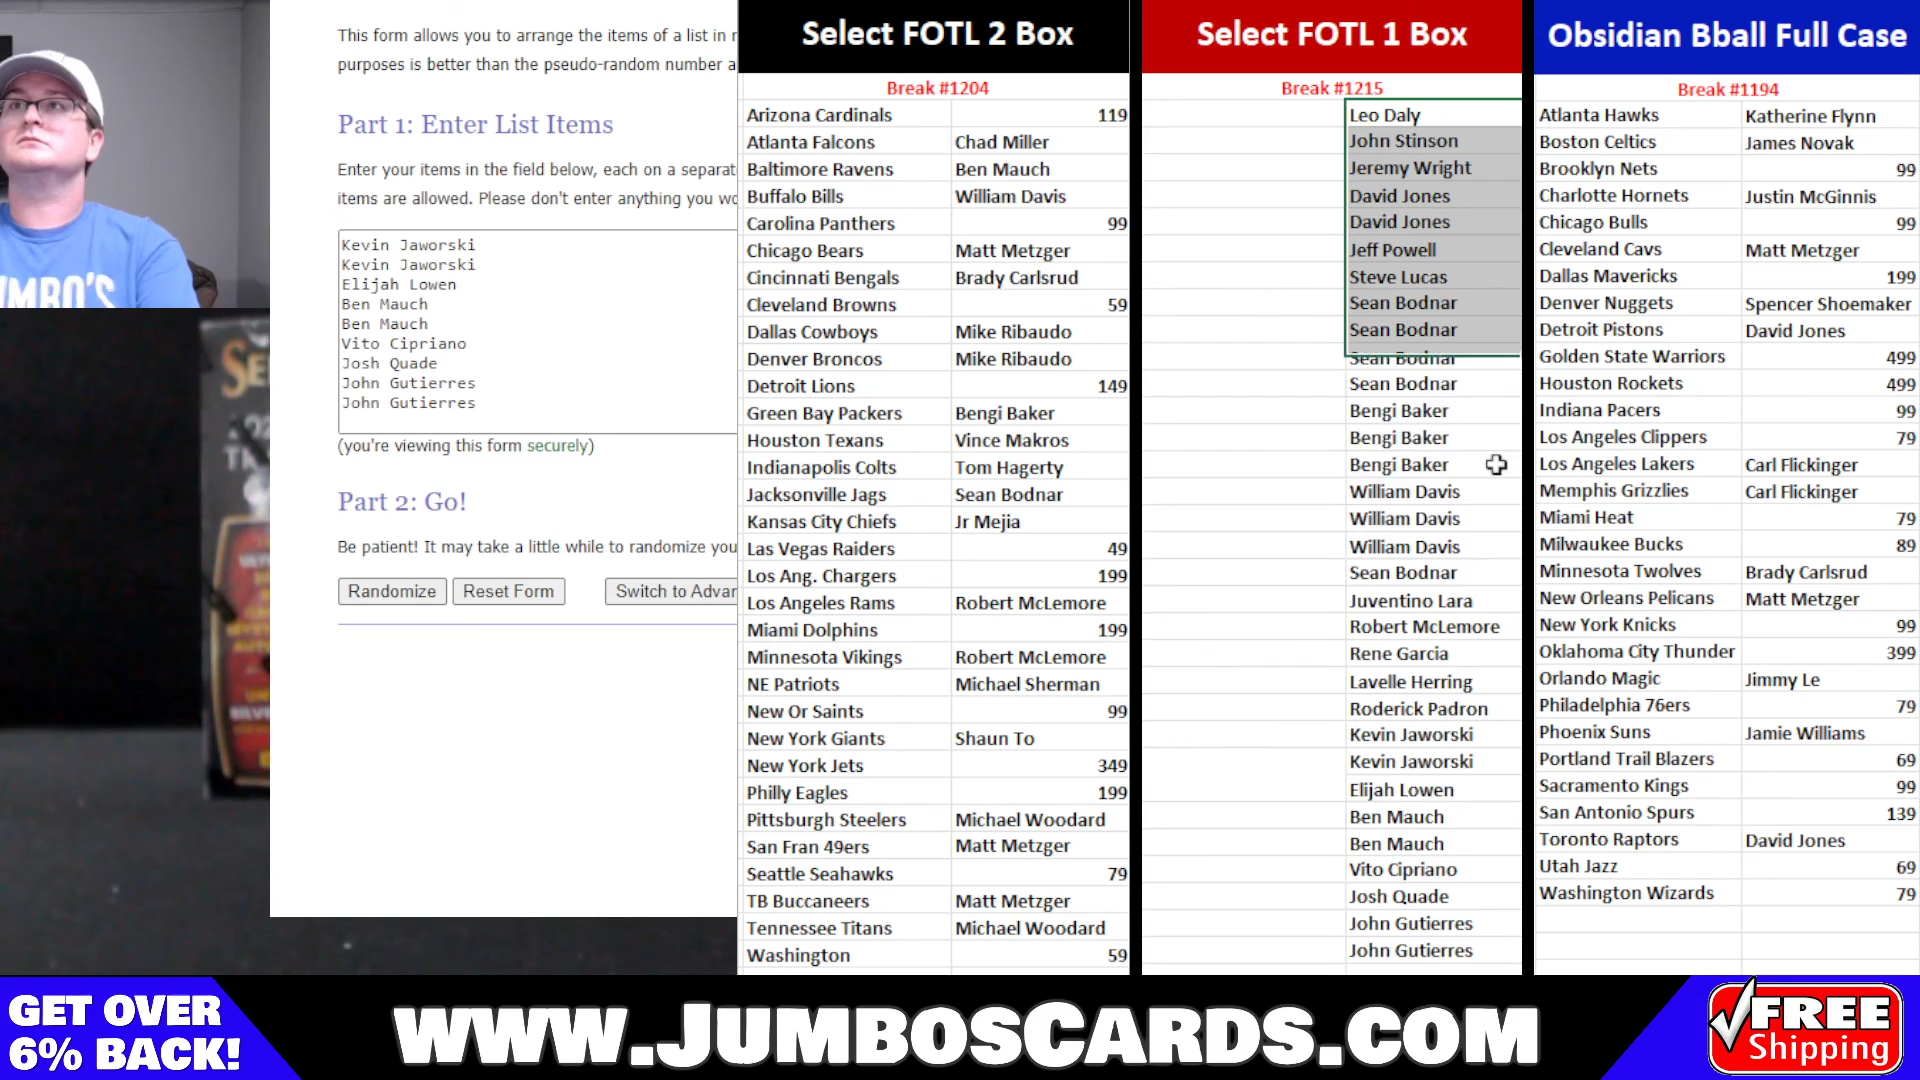 This form allows you to arrange the items of a list in r
purposes is better than the pseudo-random number a
Part 1: Enter List Items
Enter your items in the field below, each on a separat
items are allowed. Please don't enter anything you wo
Kevin Jaworski
Kevin Jaworski
Elijah Lowen
Ben Mauch
Ben Mauch
Vito Cipriano
Josh Quade
John Gutierres
John Gutierres
(you're viewing this form securely)
Part 2: Go!
Be patient! It may take a little while to randomize you
Randomize Reset Form Switch to Advan
Select FOTL 2 Box
Break #1204
Arizona Cardinals 119
Atlanta Falcons Chad Miller
Baltimore Ravens Ben Mauch
Buffalo Bills William Davis
Carolina Panthers 99
Chicago Bears Matt Metzger
Cincinnati Bengals Brady Carlsrud
Cleveland Browns 59
Dallas Cowboys Mike Ribaudo
Denver Broncos Mike Ribaudo
Detroit Lions 149
Green Bay Packers Bengi Baker
Houston Texans Vince Makros
Indianapolis Colts Tom Hagerty
Jacksonville Jags Sean Bodnar
Kansas City Chiefs Jr Mejia
Las Vegas Raiders 49
Los Ang. Chargers 199
Los Angeles Rams Robert McLemore
Miami Dolphins 199
Minnesota Vikings Robert McLemore
NE Patriots Michael Sherman
New Or Saints 99
New York Giants Shaun To
New York Jets 349
Philly Eagles 199
Pittsburgh Steelers Michael Woodard
San Fran 49ers Matt Metzger
Seattle Seahawks 79
TB Buccaneers Matt Metzger
Tennessee Titans Michael Woodard
Washington 59
Select FOTL 1 Box
Break #1215
Leo Daly
John Stinson
Jeremy Wright
David Jones
David Jones
Jeff Powell
Steve Lucas
Sean Bodnar
Sean Bodnar
Sean Bodnar
Sean Bodnar
Bengi Baker
Bengi Baker
Bengi Baker
William Davis
William Davis
William Davis
Sean Bodnar
Juventino Lara
Robert McLemore
Rene Garcia
Lavelle Herring
Roderick Padron
Kevin Jaworski
Kevin Jaworski
Elijah Lowen
Ben Mauch
Ben Mauch
Vito Cipriano
Josh Quade
John Gutierres
John Gutierres
Obsidian Bball Full Case
Break #1194
Atlanta Hawks Katherine Flynn
Boston Celtics James Novak
Brooklyn Nets 99
Charlotte Hornets Justin McGinnis
Chicago Bulls 99
Cleveland Cavs Matt Metzger
Dallas Mavericks 199
Denver Nuggets Spencer Shoemaker
Detroit Pistons David Jones
Golden State Warriors 499
Houston Rockets 499
Indiana Pacers 99
Los Angeles Clippers 79
Los Angeles Lakers Carl Flickinger
Memphis Grizzlies Carl Flickinger
Miami Heat 79
Milwaukee Bucks 89
Minnesota Twolves Brady Carlsrud
New Orleans Pelicans Matt Metzger
New York Knicks 99
Oklahoma City Thunder 399
Orlando Magic Jimmy Le
Philadelphia 76ers 79
Phoenix Suns Jamie Williams
Portland Trail Blazers 69
Sacramento Kings 99
San Antonio Spurs 139
Toronto Raptors David Jones
Utah Jazz 69
Washington Wizards 79
GET OVER
6% BACK!
www.JumbosCards.com
FREE
Shipping